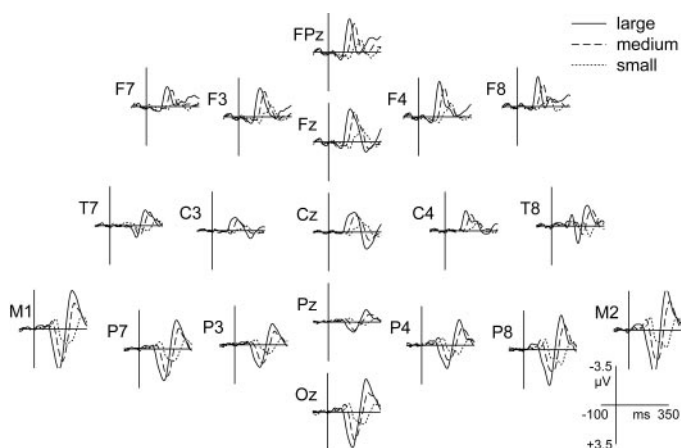 large
medium
small
FPz
F7
F3
Fz
F4
F8
T7
C3
Cz
C4
T8
M1
P7
P3
Pz
P4
P8
M2
Oz
-3.5
µV
-100 ms 350
+3.5